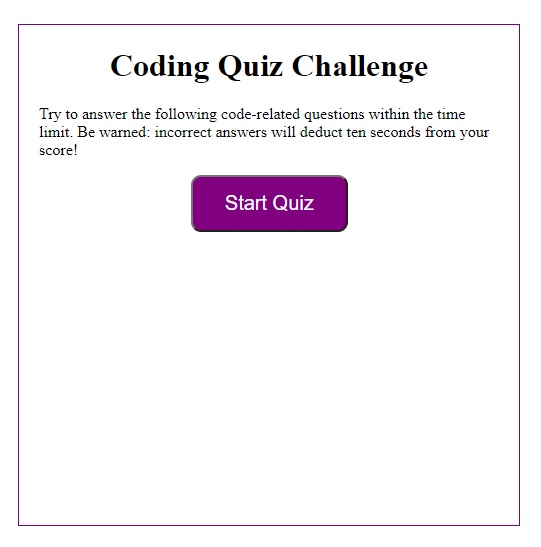 Coding Quiz Challenge
Try to answer the following code-related questions within the time
limit. Be warned: incorrect answers will deduct ten seconds from your
score!
Start Quiz